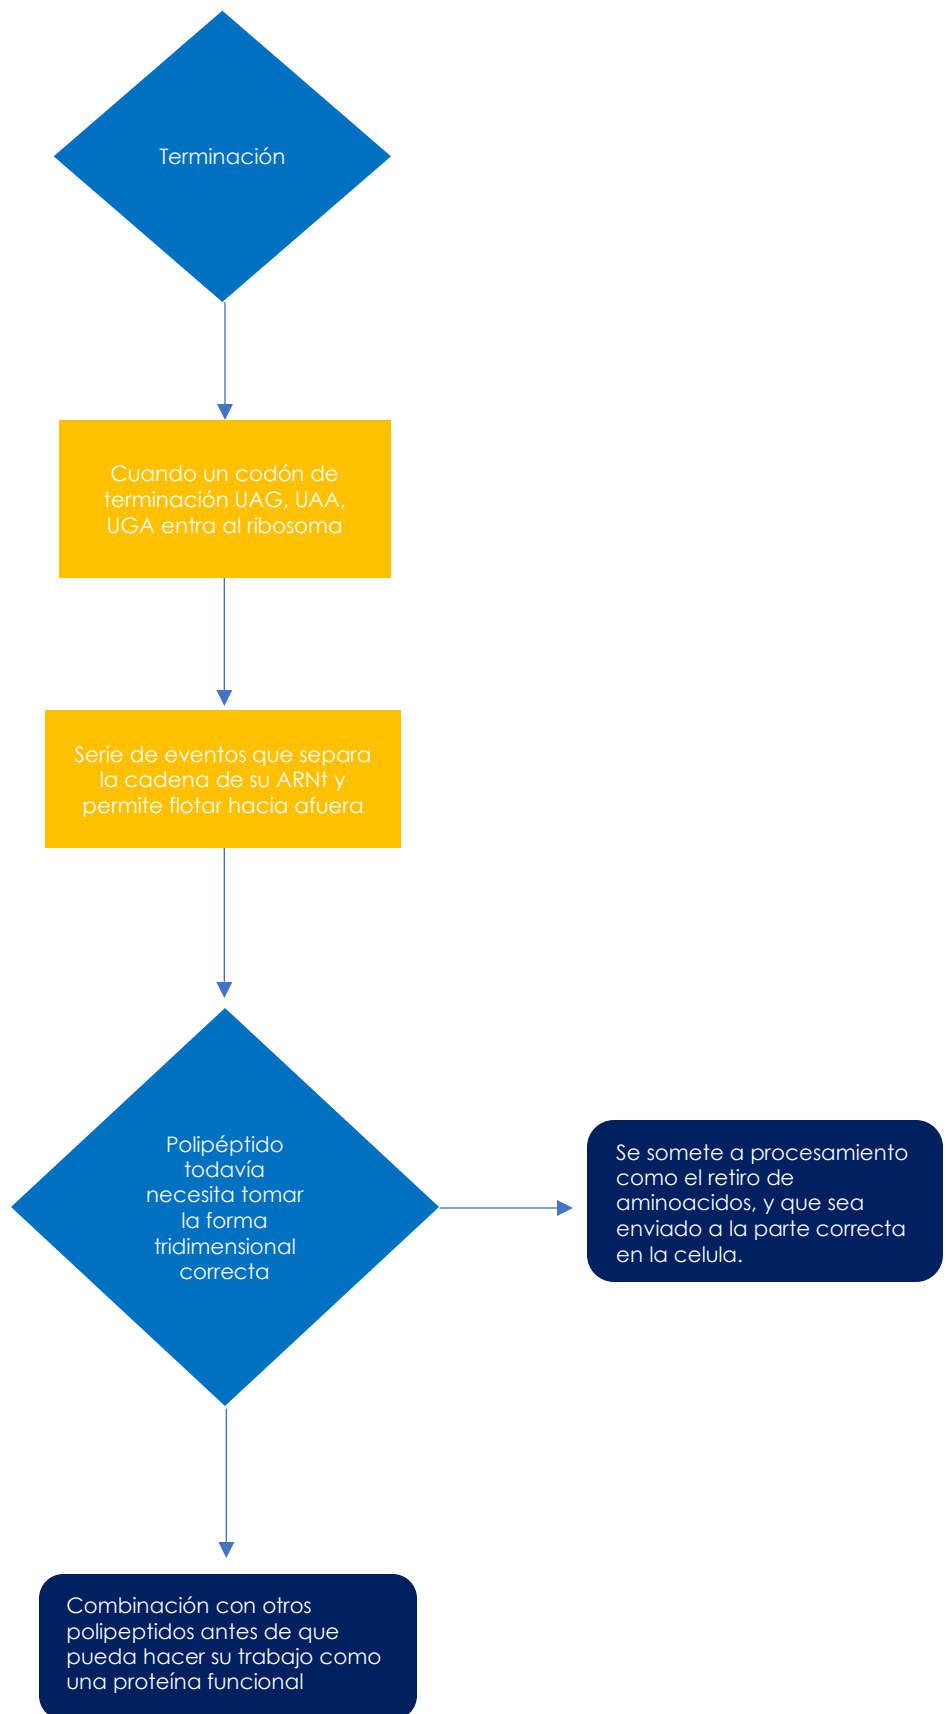 Terminación
Cuando un codón de
terminación UAG, UAA,
UGA entra al ribosoma
Serie de eventos que separa
la cadena de su ARNt y
permite flotar hacia afuera
Polipéptido
todavía
necesita tomar
la forma
tridimensional
correcta
Se somete a procesamiento
como el retiro de
aminoacidos, y que sea
enviado a la parte correcta
en la celula.
Combinación con otros
polipeptidos antes de que
pueda hacer su trabajo como
una proteína funcional